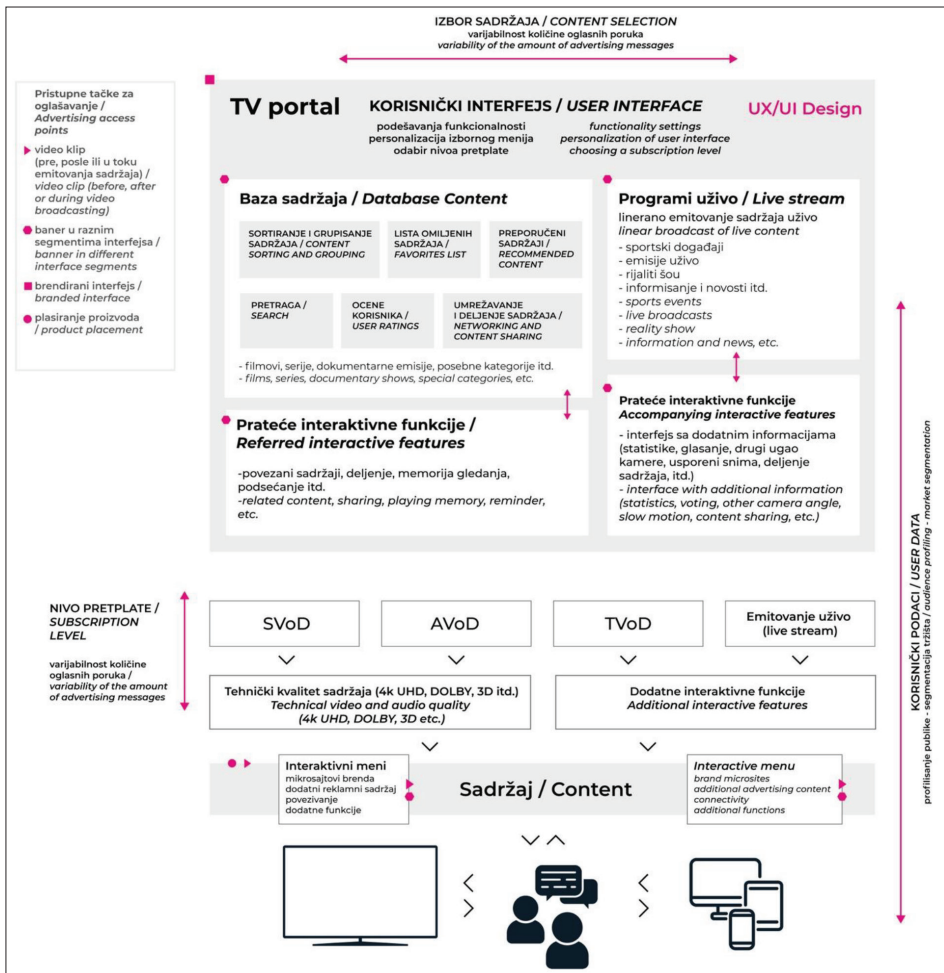 IZBOR SADRŽAJA / CONTENT SELECTION
varijabilnost količine oglasnih poruka
variability of the amount of advertising messages
Pristupne tačke za
oglašavanje /
Advertising access
points
video klip
(pre, posle ili u toku
emitovanja sadržaja) /
video clip (before, after
or during video
broadcasting)
baner u raznim
segmentima interfejsa /
banner in different
interface segments
brendirani interfejs /
branded interface
plasiranje proizvoda
/ product placement
TV portal
KORISNIČKI INTERFEJS / USER INTERFACE
UX/UI Design
podešavanja funkcionalnosti
personalizacija izbornog menija
odabir nivoa pretplate
functionality settings
personalization of user interface
choosing a subscription level
Baza sadržaja / Database Content
SORTIRANJE I GRUPISANJE
SADRŽAJA / CONTENT
SORTING AND GROUPING
LISTA OMILJENIH
SADRŽAJA /
FAVORITES LIST
PREPORUČENI
SADRŽAJI /
RECOMMENDED
CONTENT
PRETRAGA /
SEARCH
OCENE
KORISNIKA /
USER RATINGS
UMREŽAVANJE
I DELJENJE SADRŽAJA /
NETWORKING AND
CONTENT SHARING
- filmovi, serije, dokumentarne emisije, posebne kategorije itd.
- films, series, documentary shows, special categories, etc.
Programi uživo / Live stream
linerano emitovanje sadržaja uživo
linear broadcast of live content
- sportski događaji
- emisije uživo
- rijaliti šou
- informisanje i novosti itd.
- sports events
- live broadcasts
- reality show
- information and news, etc.
Prateće interaktivne funkcije /
Referred interactive features
-povezani sadržaji, deljenje, memorija gledanja,
podsećanje itd.
-related content, sharing, playing memory, reminder,
etc.
Prateće interaktivne funkcije
Accompanying interactive features
- interfejs sa dodatnim informacijama
(statistike, glasanje, drugi ugao
kamere, usporeni snima, deljenje
sadržaja, itd.)
- interface with additional information
(statistics, voting, other camera angle,
slow motion, content sharing, etc.)
NIVO PRETPLATE /
SUBSCRIPTION
LEVEL
varijabilnost količine
oglasnih poruka /
variability of the amount
of advertising messages
SVoD
AVoD
TVoD
Emitovanje uživo
(live stream)
Tehnički kvalitet sadržaja (4k UHD, DOLBY, 3D itd.)
Technical video and audio quality
(4k UHD, DOLBY, 3D etc.)
Dodatne interaktivne funkcije
Additional interactive features
Interaktivni meni
mikrosajtovi brenda
dodatni reklamni sadržaj
povezivanje
dodatne funkcije
Sadržaj / Content
Interactive menu
brand microsites
additional advertising content
connectivity
additional functions
KORISNIČKI PODACI / USER DATA
profilisanje publike - segmentacija tržišta / audience profiling - market segmentation